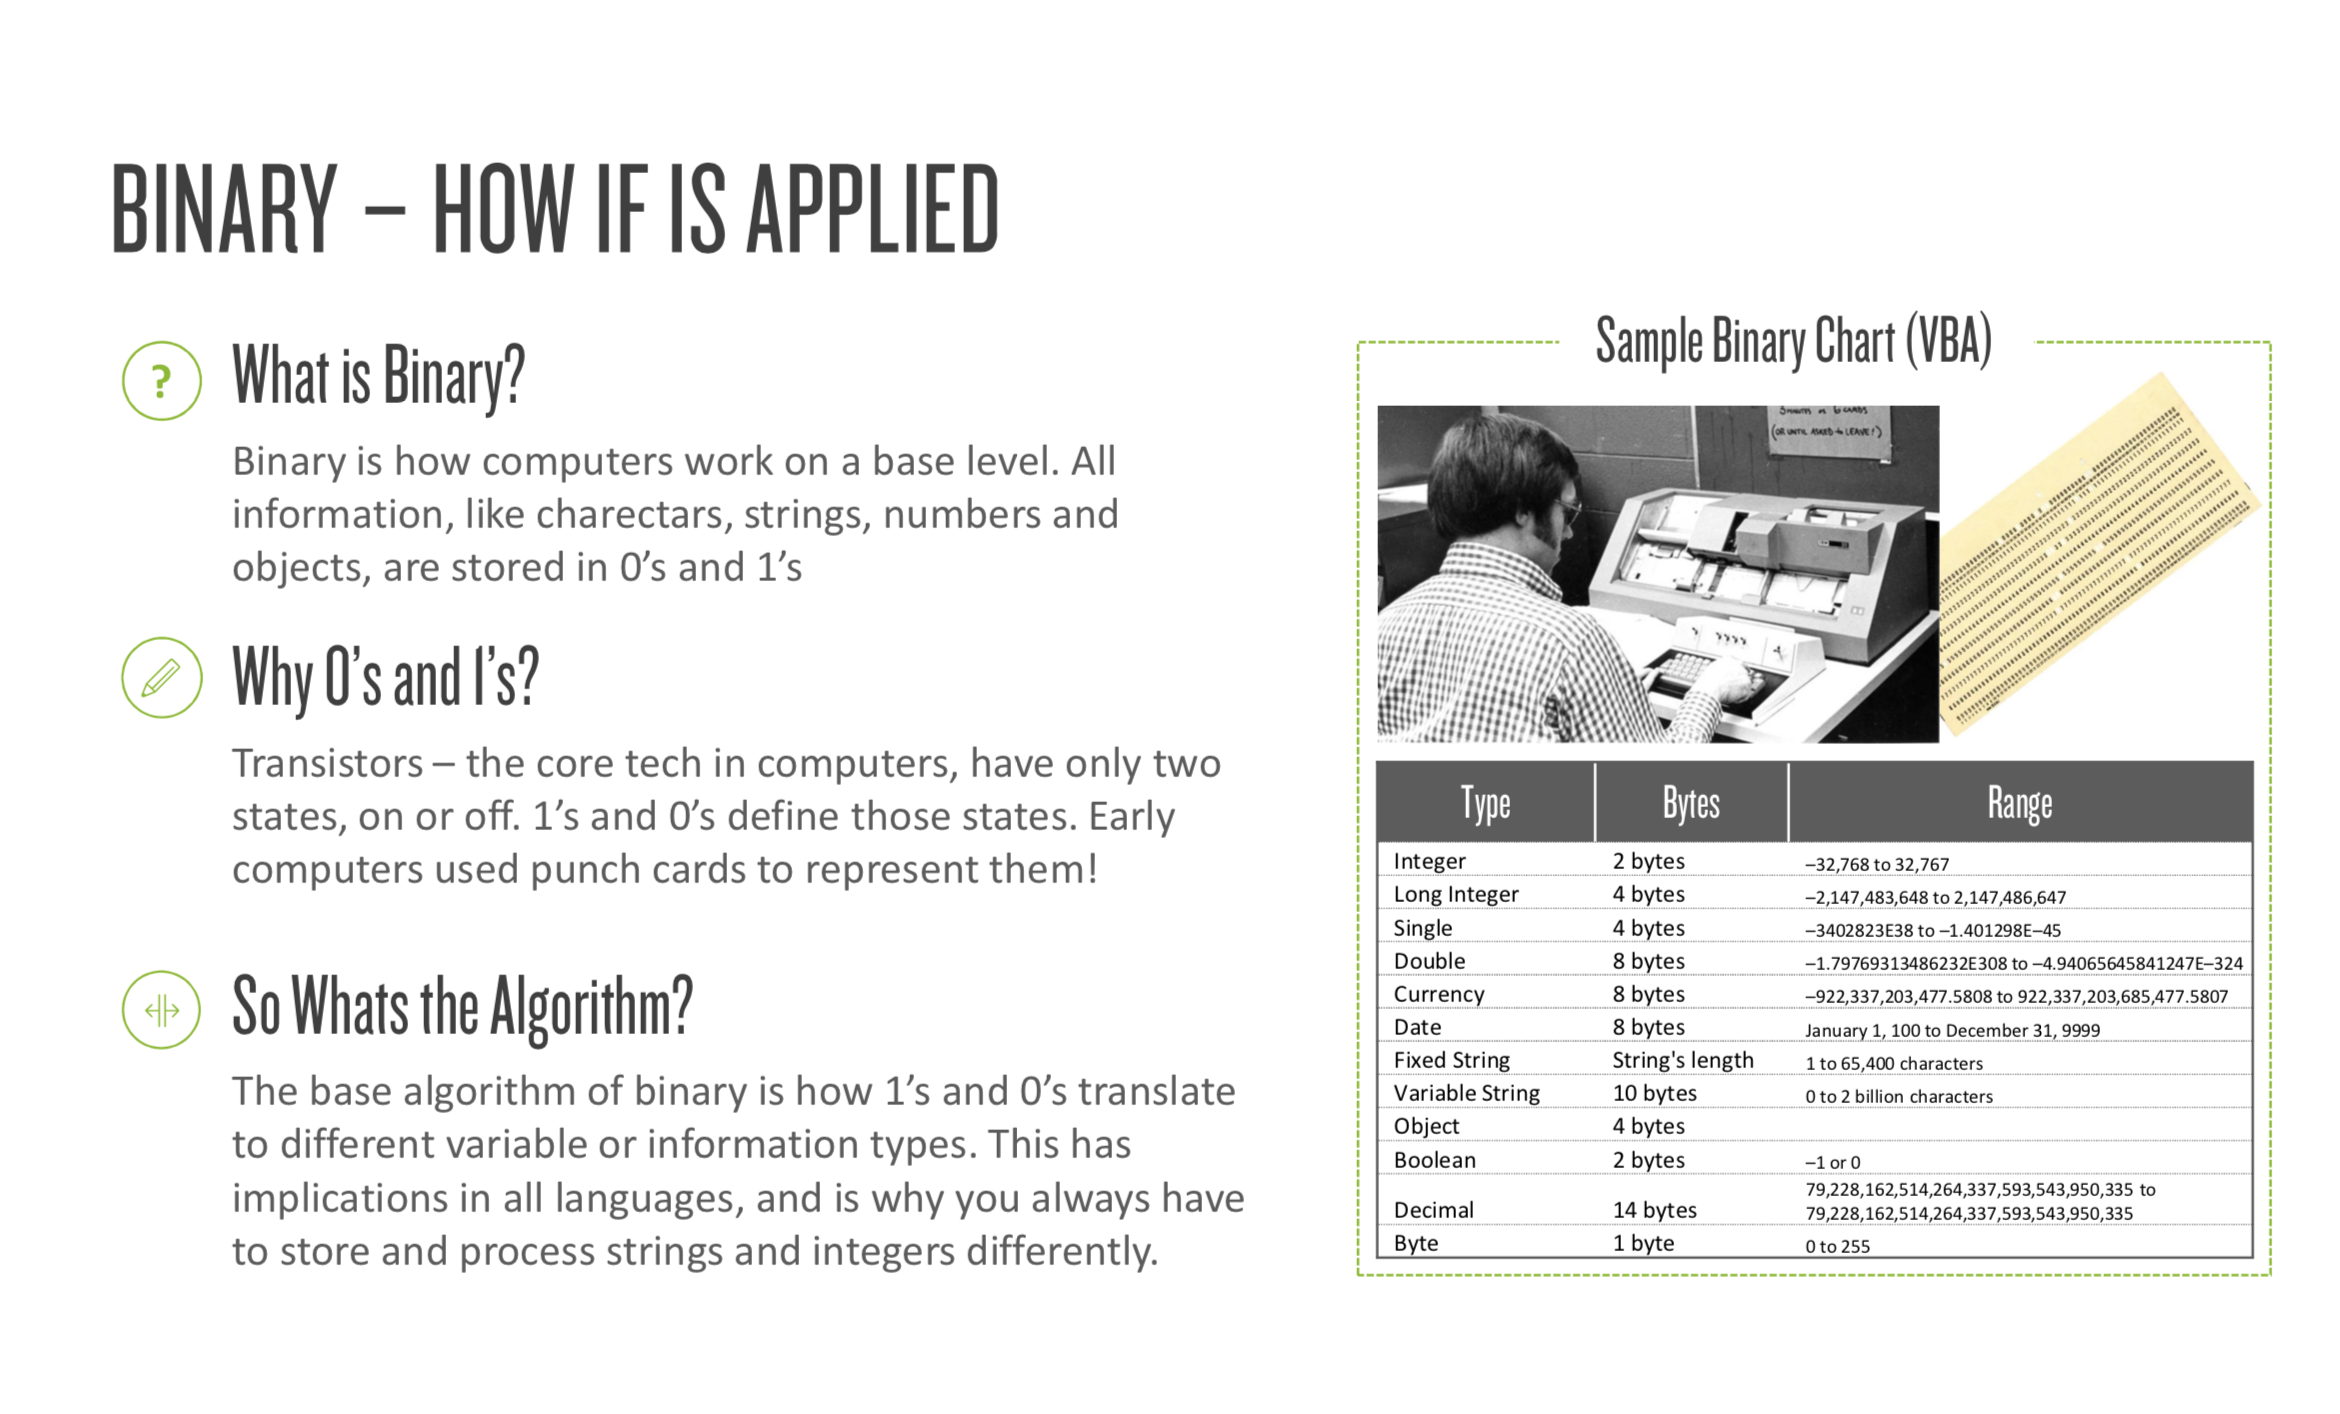 BINARY – HOW IF IS APPLIED
?
What is Binary?
Binary is how computers work on a base level. All
information, like charectars, strings, numbers and
objects, are stored in 0’s and 1’s
Why 0’s and 1’s?
Transistors – the core tech in computers, have only two
states, on or off. 1’s and 0’s define those states. Early
computers used punch cards to represent them!
So Whats the Algorithm?
The base algorithm of binary is how 1’s and 0’s translate
to different variable or information types. This has
implications in all languages, and is why you always have
to store and process strings and integers differently.
Sample Binary Chart (VBA)
5 MINUTES or 6 CARDS
(OR UNTIL ASKED to LEAVE!)
Type Bytes Range
Integer 2 bytes –32,768 to 32,767
Long Integer 4 bytes –2,147,483,648 to 2,147,486,647
Single 4 bytes –3402823E38 to –1.401298E–45
Double 8 bytes –1.79769313486232E308 to –4.94065645841247E–324
Currency 8 bytes –922,337,203,477.5808 to 922,337,203,685,477.5807
Date 8 bytes January 1, 100 to December 31, 9999
Fixed String String's length 1 to 65,400 characters
Variable String 10 bytes 0 to 2 billion characters
Object 4 bytes
Boolean 2 bytes –1 or 0
Decimal 14 bytes 79,228,162,514,264,337,593,543,950,335 to
79,228,162,514,264,337,593,543,950,335
Byte 1 byte 0 to 255